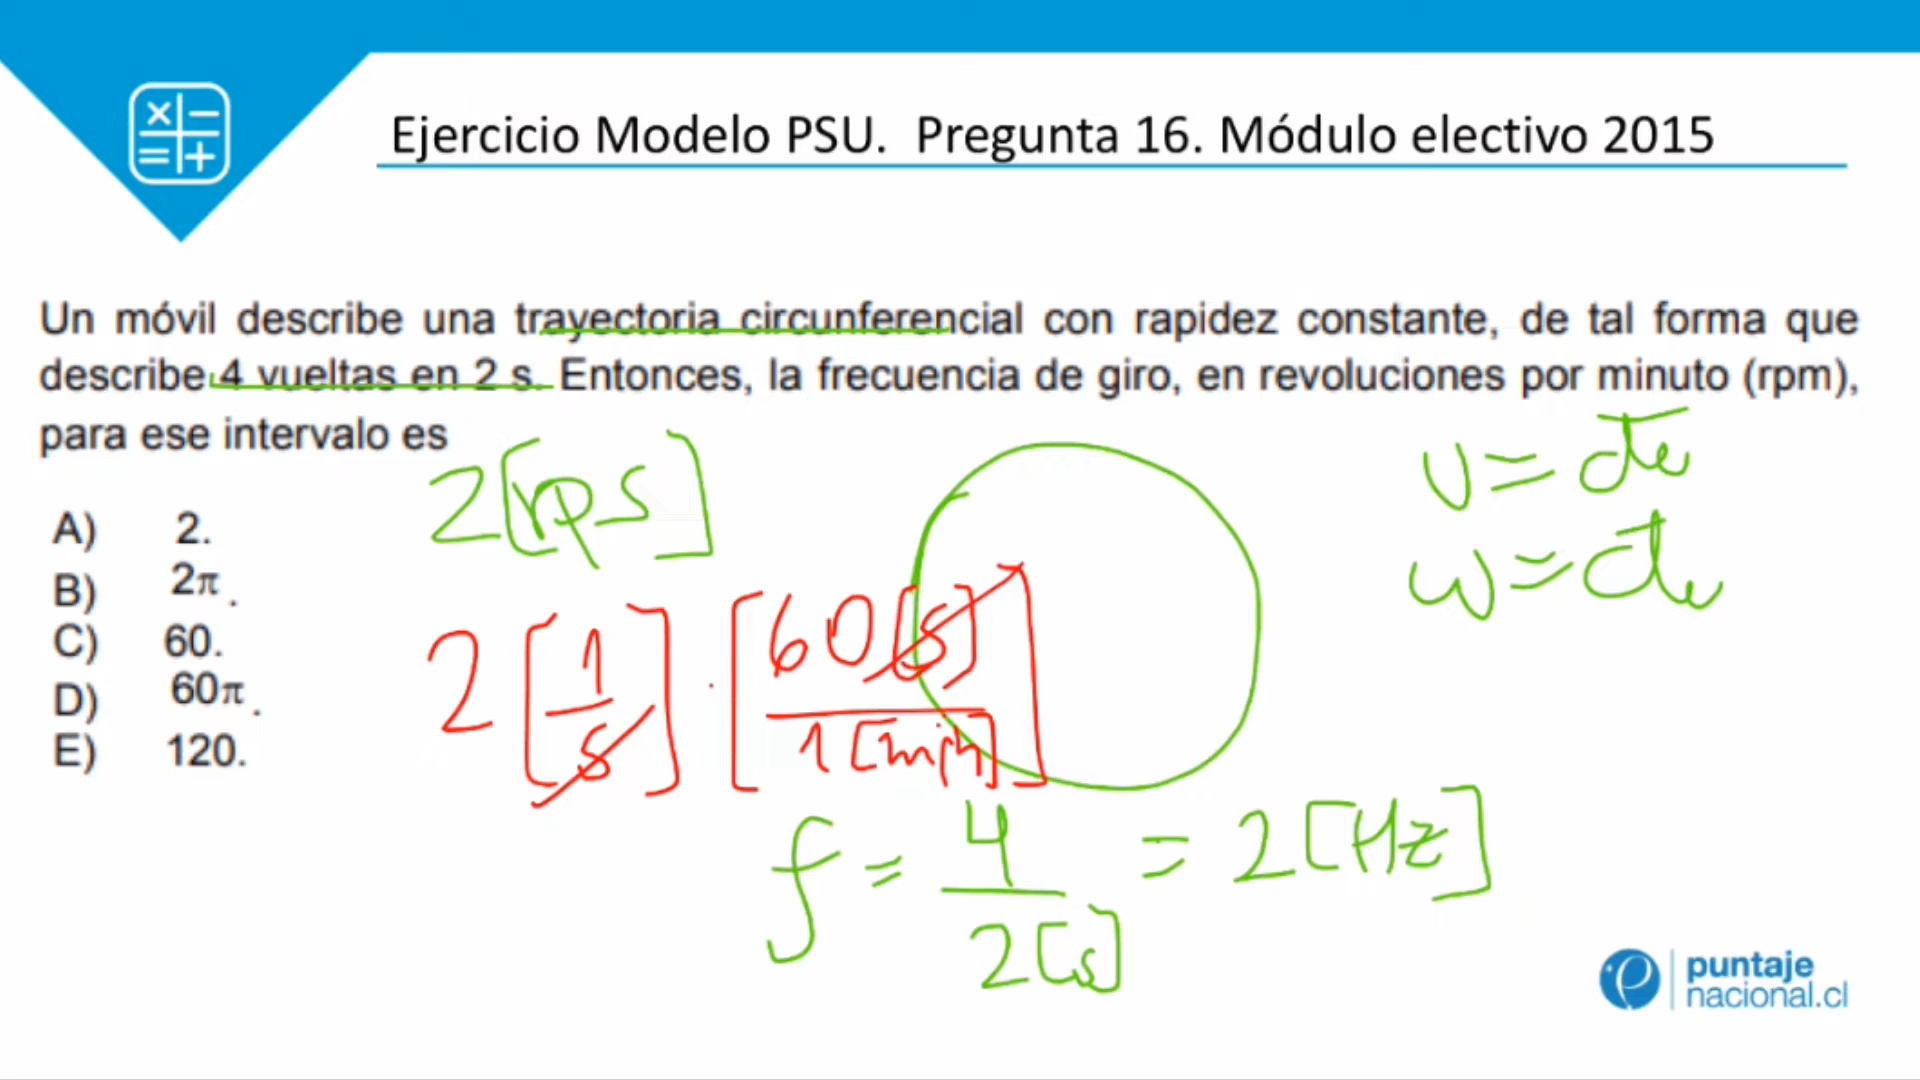 Ejercicio Modelo PSU. Pregunta 16. Módulo electivo 2015
Un móvil describe una trayectoria circunferencial con rapidez constante, de tal forma que
describe 4 vueltas en 2 s. Entonces, la frecuencia de giro, en revoluciones por minuto (rpm),
para ese intervalo es
A) 2.
B) 2π.
C) 60.
D) 60π.
E) 120.
2[rps]
v = cte
w = cte
2 [1/s] · [60[s]/1[min]]
f = 4/2[s] = 2[Hz]
puntaje
nacional.cl